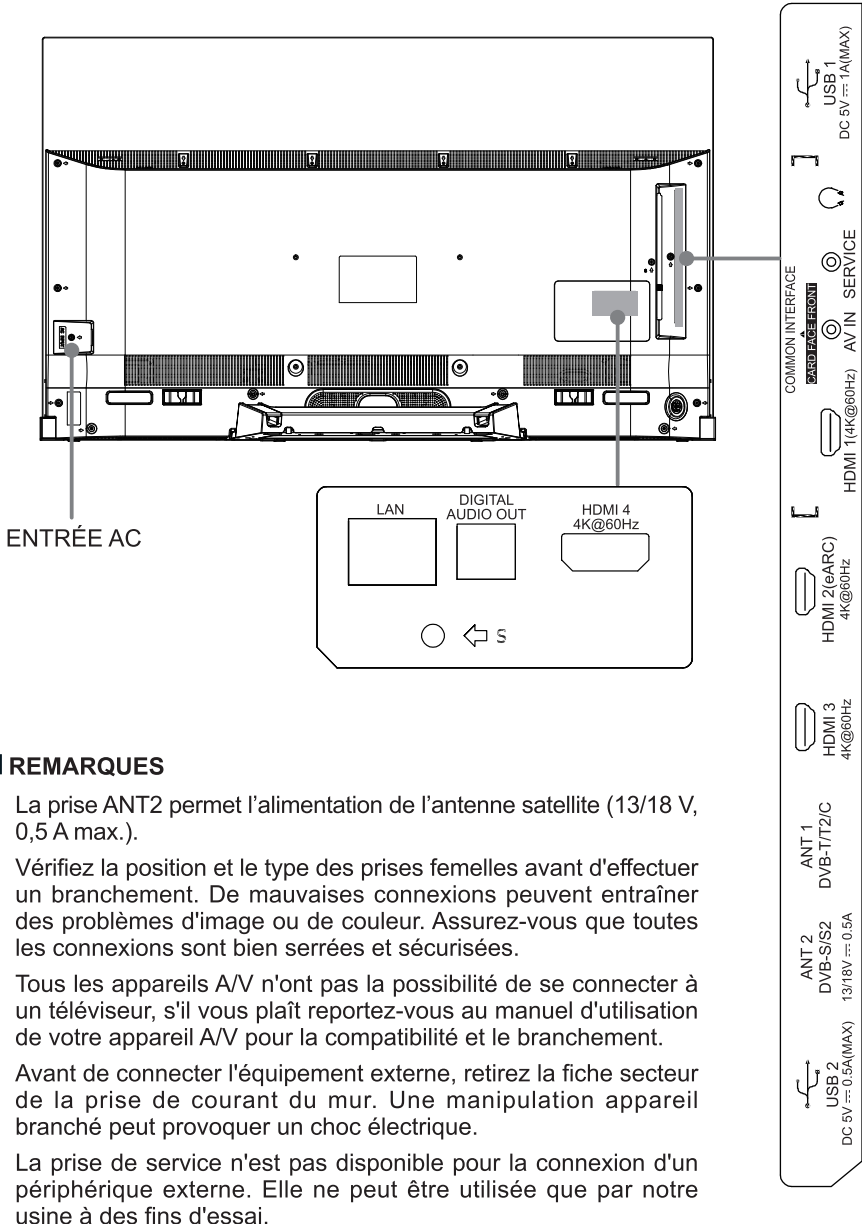 USB 1
DC 5V ⎓ 1A(MAX)
COMMON INTERFACE
CARD FACE FRONT
SERVICE
AV IN
HDMI 1(4K@60Hz)
HDMI 2(eARC)
4K@60Hz
HDMI 3
4K@60Hz
ANT 1
DVB-T/T2/C
ANT 2
DVB-S/S2
13/18V ⎓ 0.5A
USB 2
DC 5V ⎓ 0.5A(MAX)
ENTRÉE AC
LAN
DIGITAL
AUDIO OUT
HDMI 4
4K@60Hz
S
REMARQUES
La prise ANT2 permet l’alimentation de l’antenne satellite (13/18 V,
0,5 A max.).
Vérifiez la position et le type des prises femelles avant d'effectuer
un branchement. De mauvaises connexions peuvent entraîner
des problèmes d'image ou de couleur. Assurez-vous que toutes
les connexions sont bien serrées et sécurisées.
Tous les appareils A/V n'ont pas la possibilité de se connecter à
un téléviseur, s'il vous plaît reportez-vous au manuel d'utilisation
de votre appareil A/V pour la compatibilité et le branchement.
Avant de connecter l'équipement externe, retirez la fiche secteur
de la prise de courant du mur. Une manipulation appareil
branché peut provoquer un choc électrique.
La prise de service n'est pas disponible pour la connexion d'un
périphérique externe. Elle ne peut être utilisée que par notre
usine à des fins d'essai.